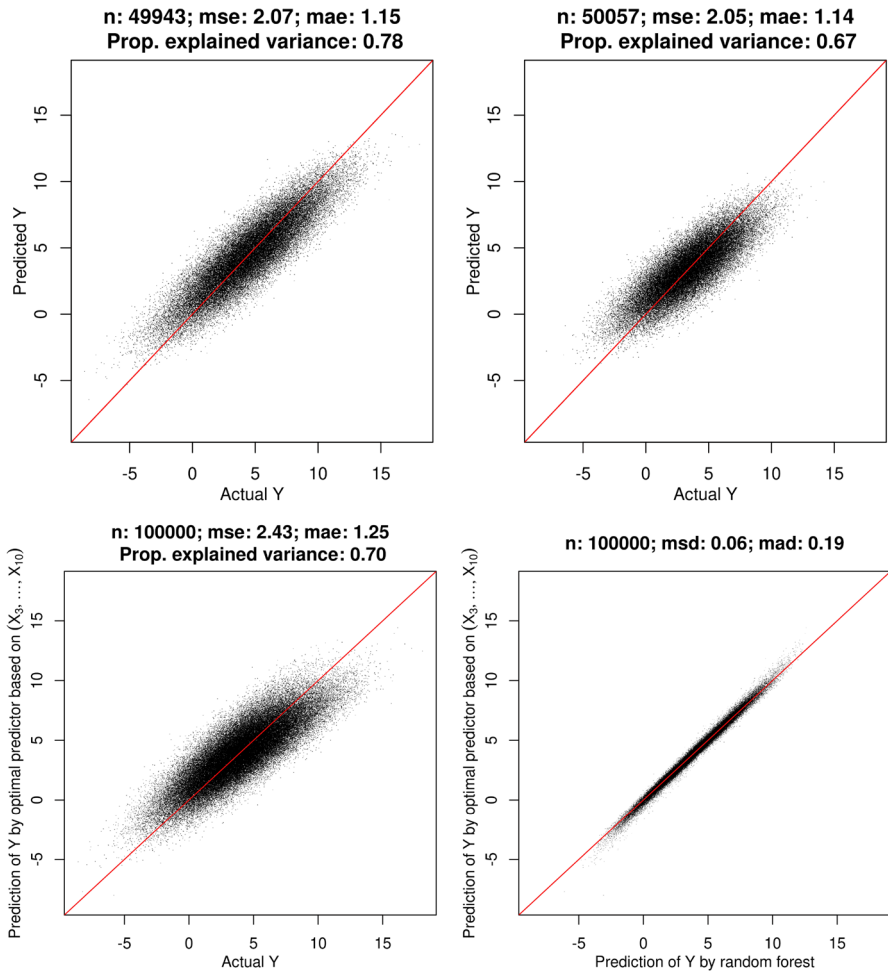 n: 49943; mse: 2.07; mae: 1.15
Prop. explained variance: 0.78
Predicted Y
15
10
5
0
-5
-5 0 5 10 15
Actual Y
n: 50057; mse: 2.05; mae: 1.14
Prop. explained variance: 0.67
Predicted Y
15
10
5
0
-5
-5 0 5 10 15
Actual Y
n: 100000; mse: 2.43; mae: 1.25
Prop. explained variance: 0.70
Prediction of Y by optimal predictor based on (X₃, …, X₁₀)
15
10
5
0
-5
-5 0 5 10 15
Actual Y
n: 100000; msd: 0.06; mad: 0.19
Prediction of Y by optimal predictor based on (X₃, …, X₁₀)
15
10
5
0
-5
-5 0 5 10 15
Prediction of Y by random forest